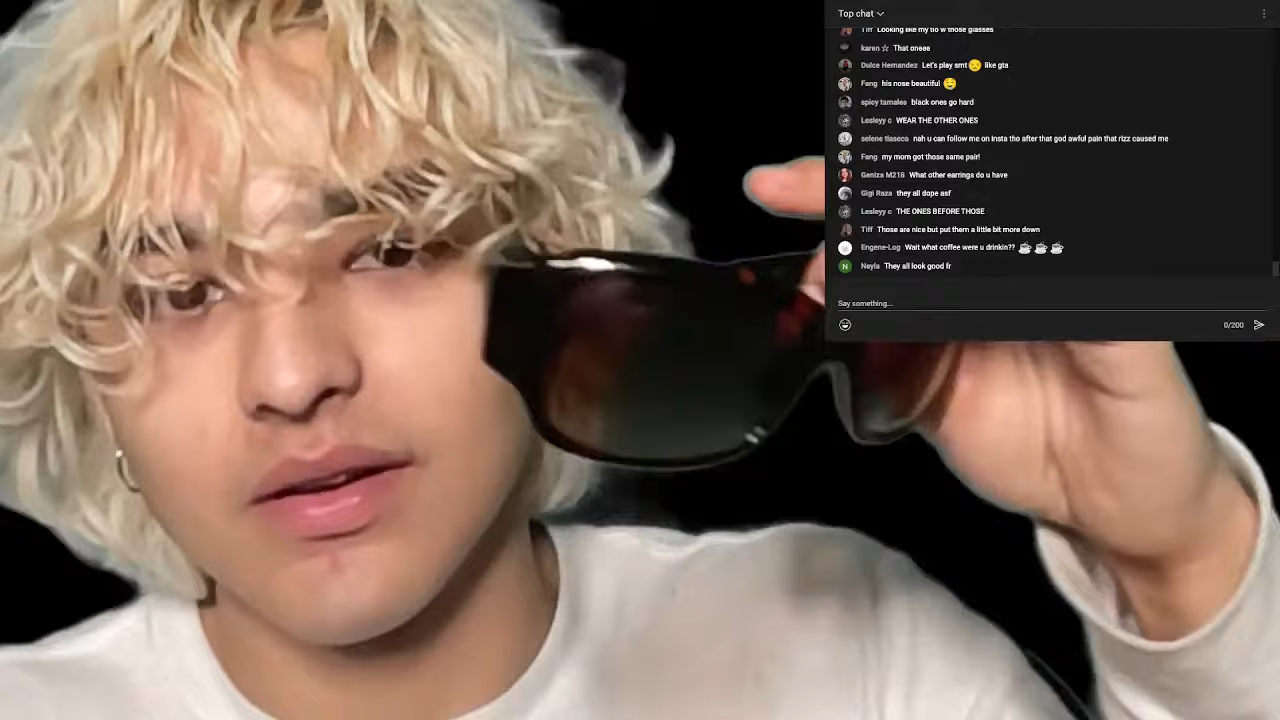 Top chat
Tiff Looking like my tio w those glasses
karen ☆ That oneee
Dulce Hernandez Let's play smt😔 like gta
Fang his nose beautiful 🤤
spicy tamales black ones go hard
Lesleyy c WEAR THE OTHER ONES
selene tlaseca nah u can follow me on insta tho after that god awful pain that rizz caused me
Fang my mom got those same pair!
Geniza M218 What other earrings do u have
Gigi Raza they all dope asf
Lesleyy c THE ONES BEFORE THOSE
Tiff Those are nice but put them a little bit more down
Engene-Log Wait what coffee were u drinkin?? ☕☕☕
N Neyla They all look good fr
Say something...
0/200